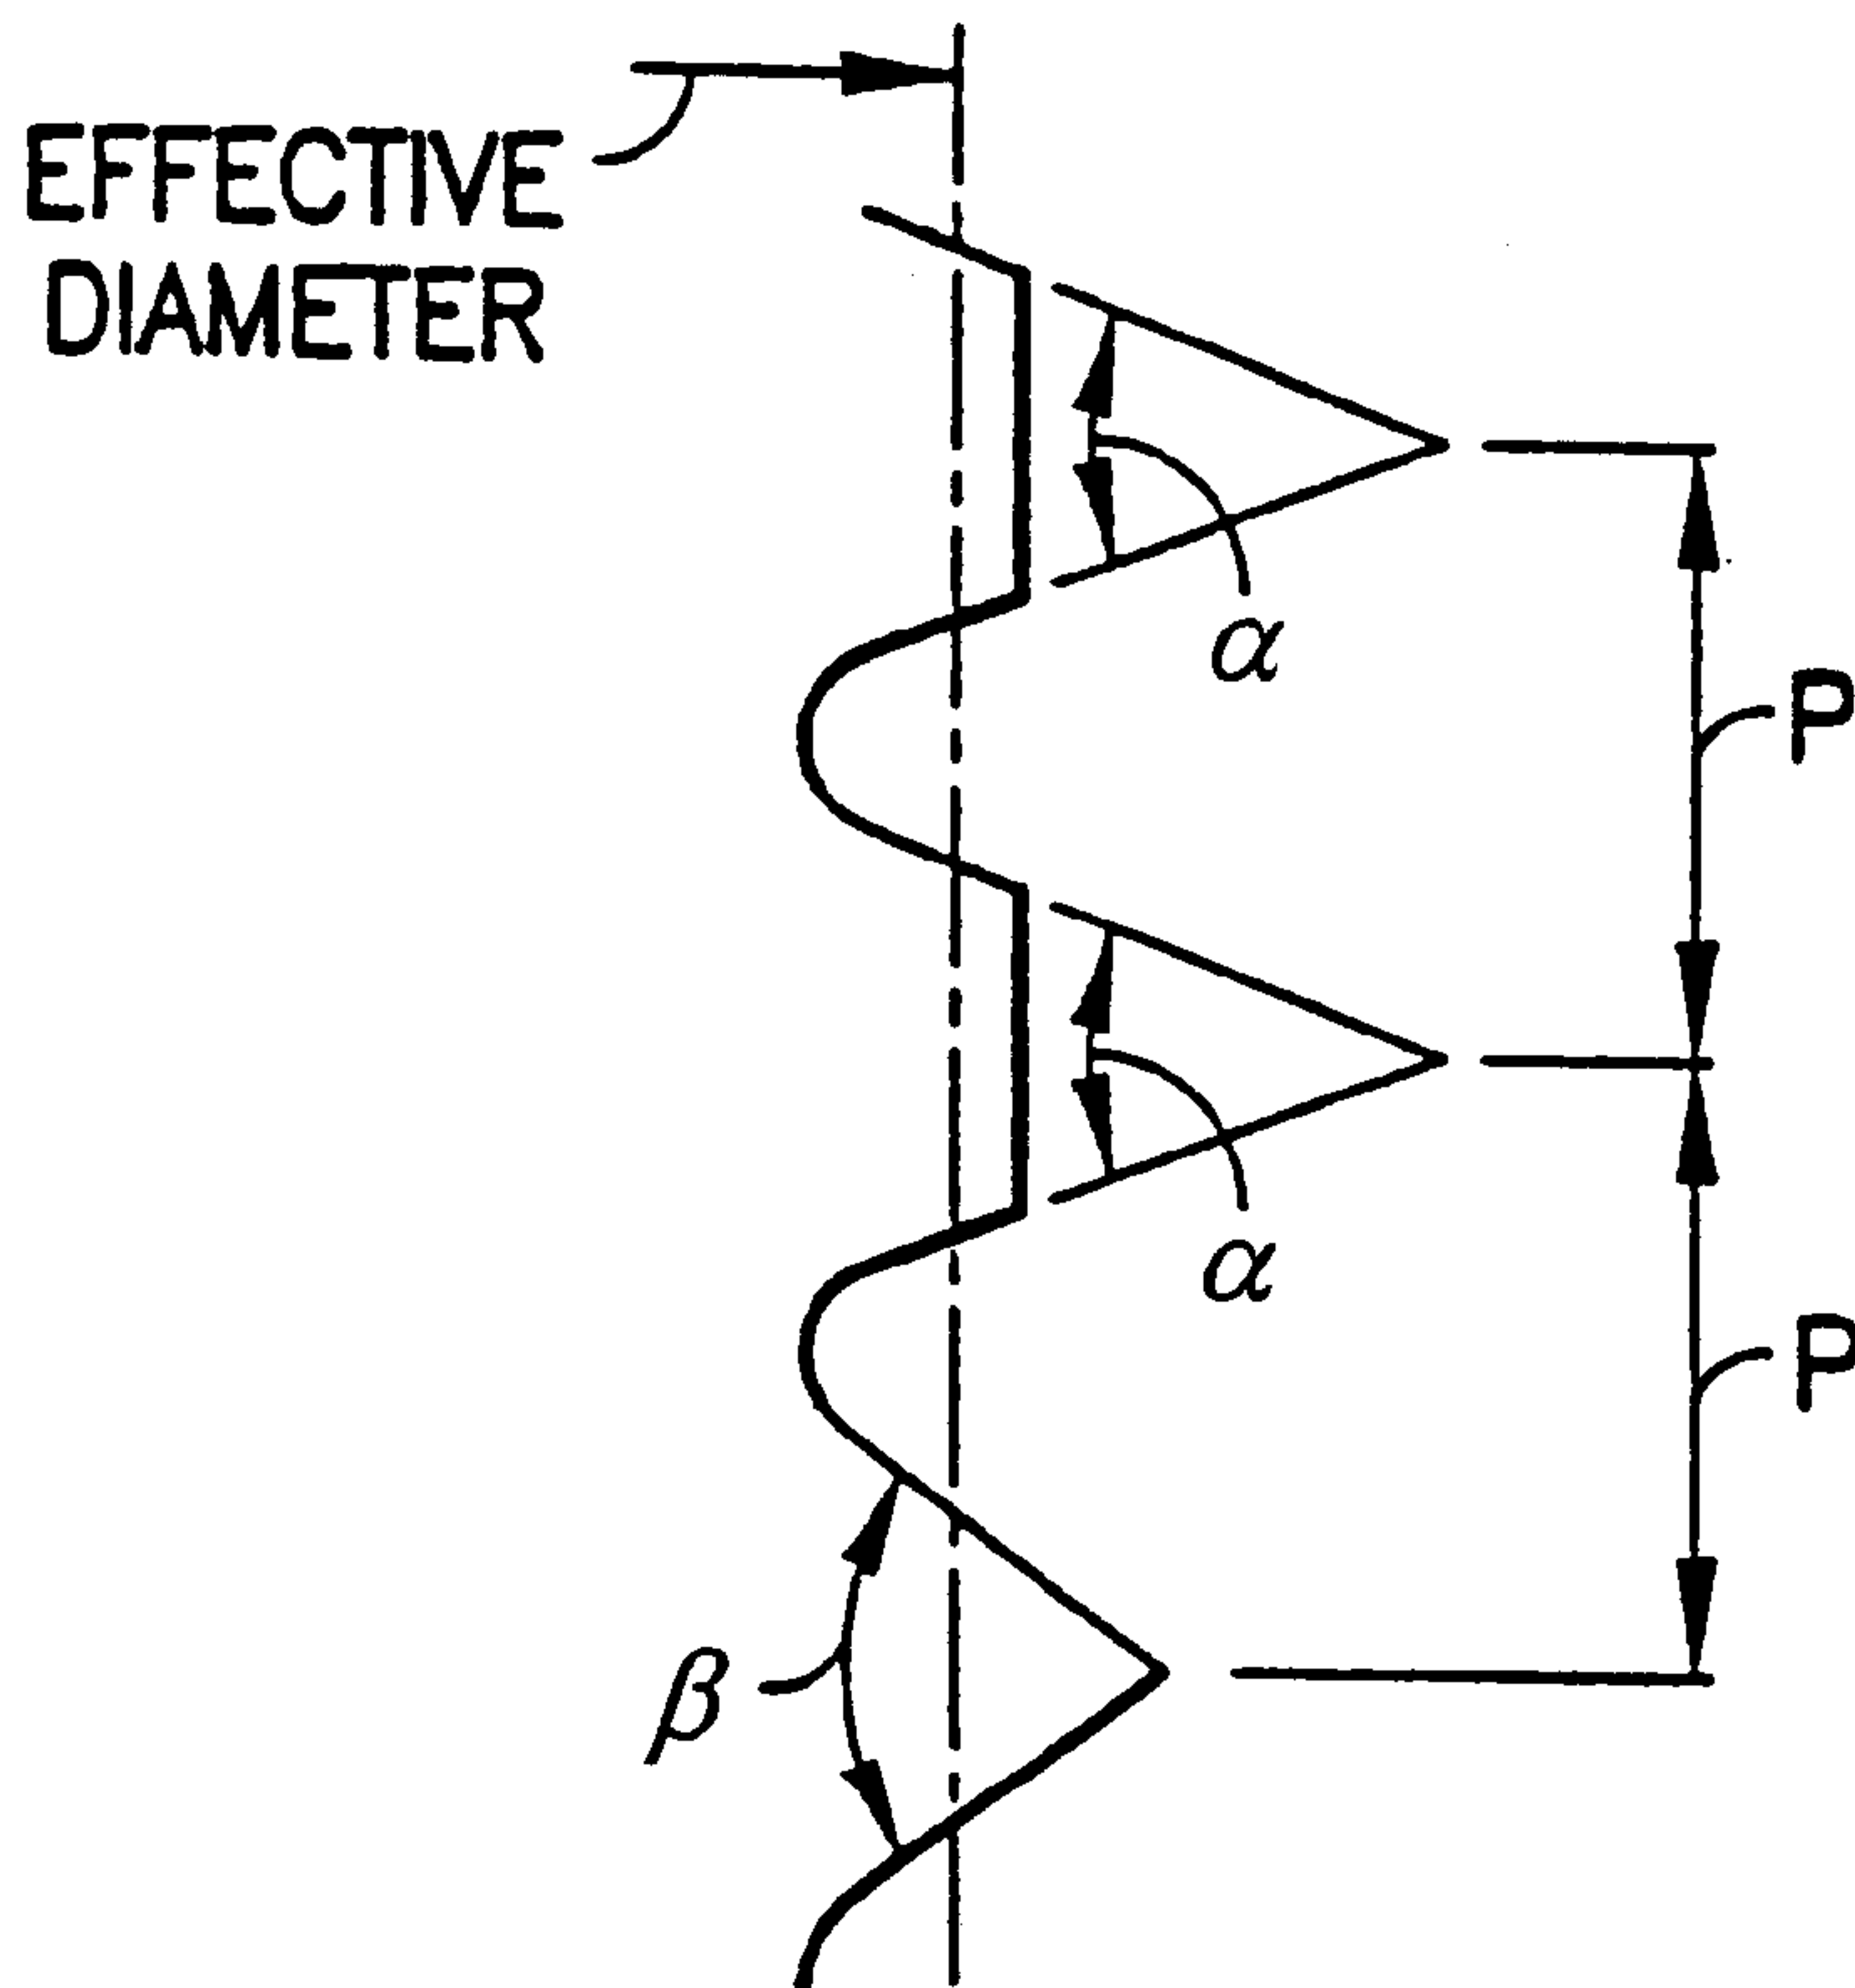 EFFECTIVE
DIAMETER
α
P
α
P
β